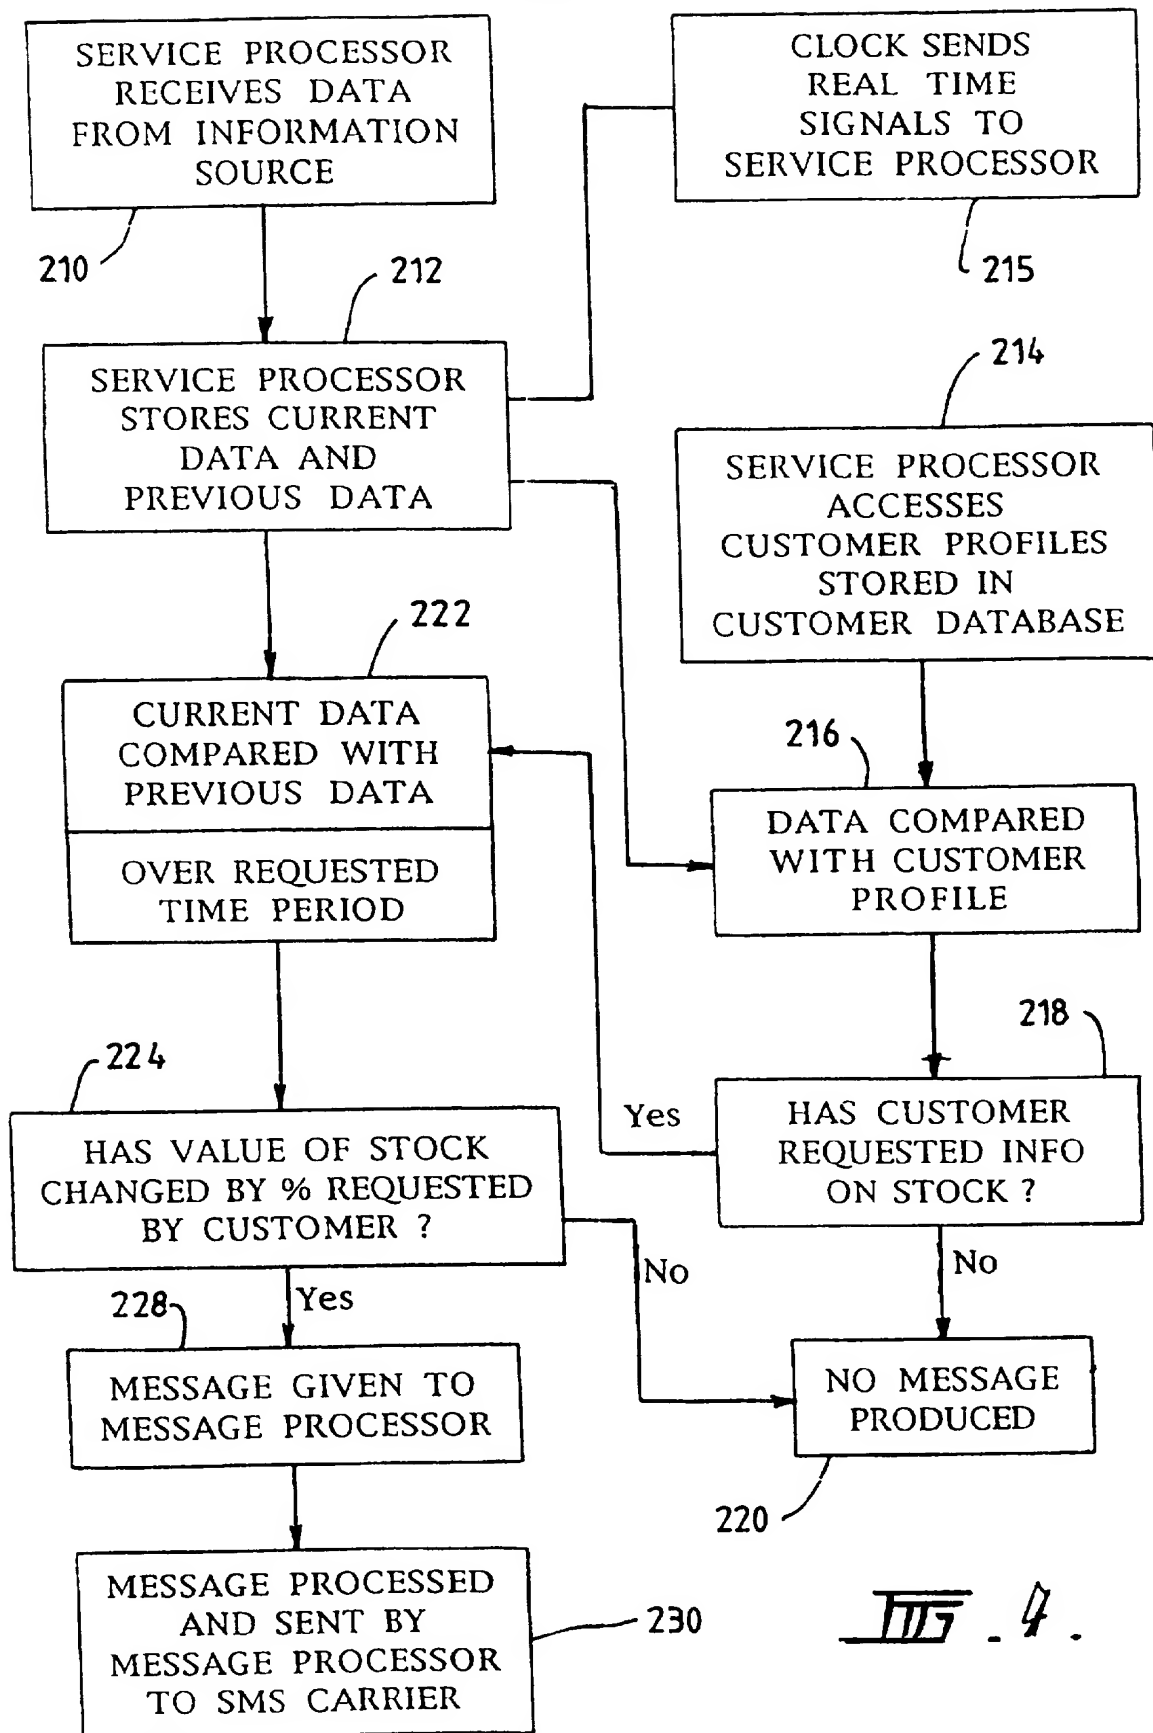 SERVICE PROCESSOR
RECEIVES DATA
FROM INFORMATION
SOURCE
210
CLOCK SENDS
REAL TIME
SIGNALS TO
SERVICE PROCESSOR
215
212
SERVICE PROCESSOR
STORES CURRENT
DATA AND
PREVIOUS DATA
214
SERVICE PROCESSOR
ACCESSES
CUSTOMER PROFILES
STORED IN
CUSTOMER DATABASE
222
CURRENT DATA
COMPARED WITH
PREVIOUS DATA
OVER REQUESTED
TIME PERIOD
216
DATA COMPARED
WITH CUSTOMER
PROFILE
218
HAS CUSTOMER
REQUESTED INFO
ON STOCK ?
Yes
No
224
HAS VALUE OF STOCK
CHANGED BY % REQUESTED
BY CUSTOMER ?
No
Yes
228
MESSAGE GIVEN TO
MESSAGE PROCESSOR
NO MESSAGE
PRODUCED
220
MESSAGE PROCESSED
AND SENT BY
MESSAGE PROCESSOR
TO SMS CARRIER
230
FIG . 4 .